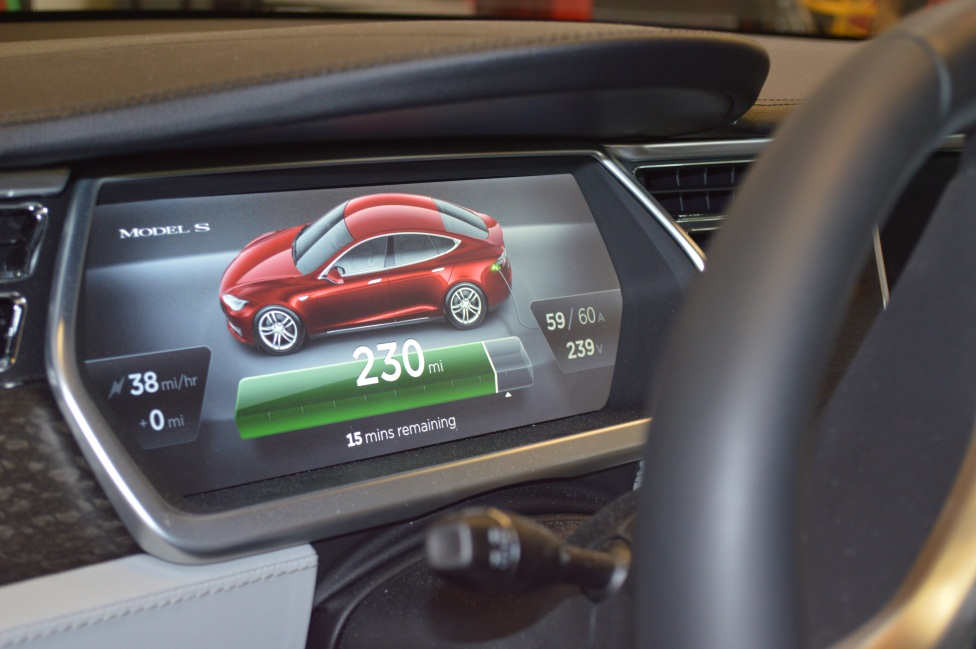 MODEL S
59/60 A
239 V
230 mi
38 mi/hr
+0 mi
15 mins remaining